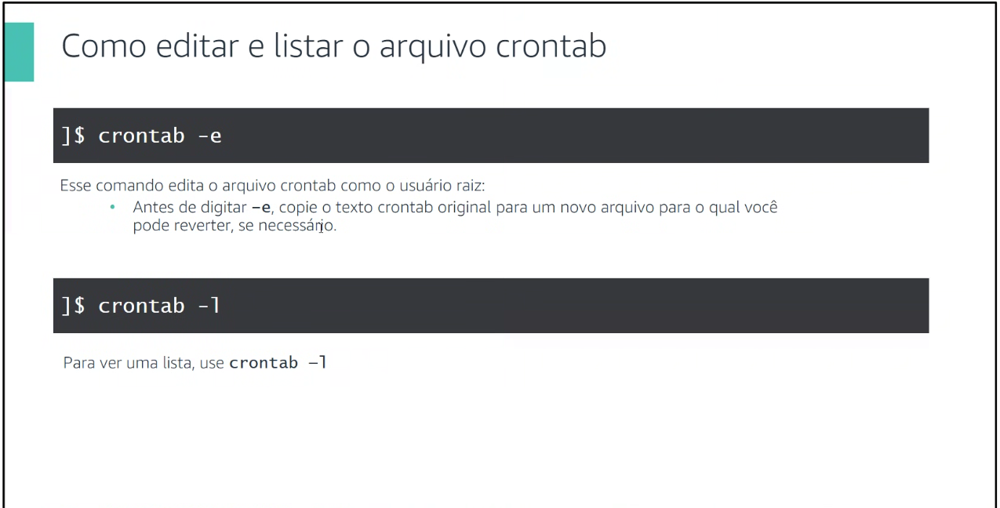 Como editar e listar o arquivo crontab
]$ crontab -e
Esse comando edita o arquivo crontab como o usuário raiz:
• Antes de digitar –e, copie o texto crontab original para um novo arquivo para o qual você
pode reverter, se necessário.
]$ crontab -l
Para ver uma lista, use crontab –l